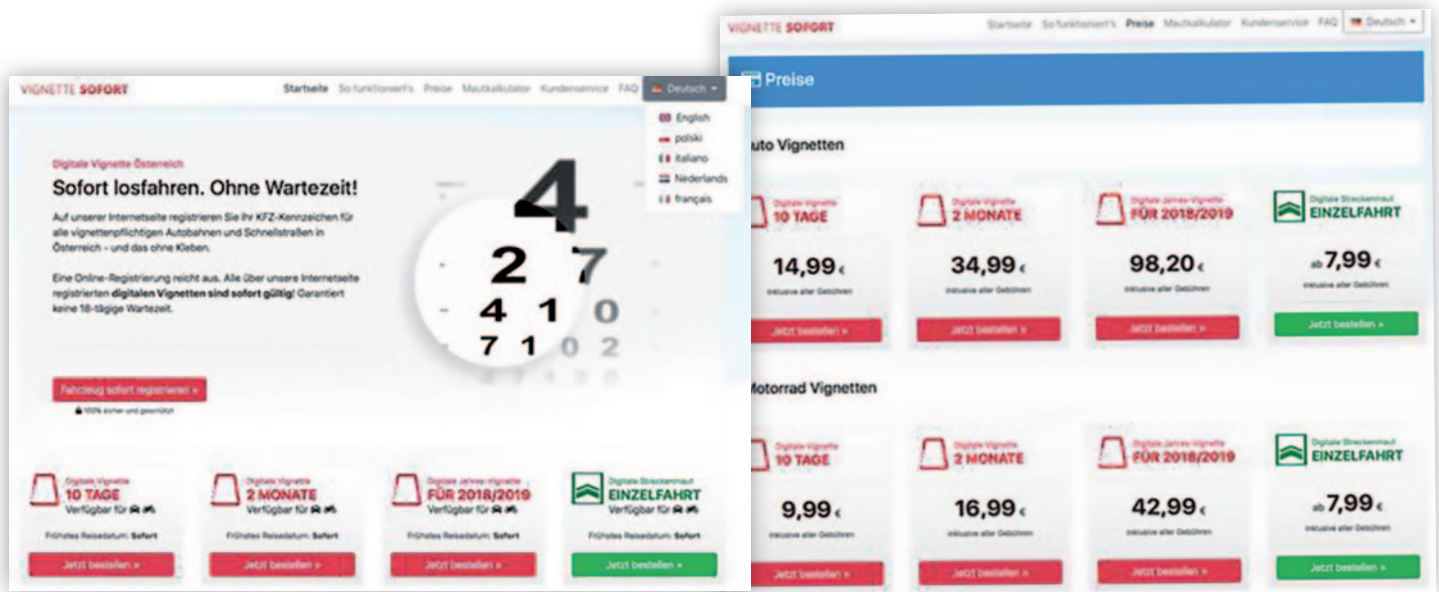 VIGNETTE SOFORT
Startseite So funktioniert's Preise Mautkalkulator Kundenservice FAQ Deutsch
English
polski
italiano
Nederlands
français
Digitale Vignette Österreich
Sofort losfahren. Ohne Wartezeit!
Auf unserer Internetseite registrieren Sie Ihr KFZ-Kennzeichen für
alle vignettenpflichtigen Autobahnen und Schnellstraßen in
Österreich - und das ohne Kleben.
Eine Online-Registrierung reicht aus. Alle über unsere Internetseite
registrierten digitalen Vignetten sind sofort gültig! Garantiert
keine 18-tägige Wartezeit.
Fahrzeug sofort registrieren »
100% sicher und geschützt
4
2 7
4 1 0
7 1 0 2
Digitale Vignette
10 TAGE
Verfügbar für
Frühstes Reisedatum: Sofort
Jetzt bestellen »
Digitale Vignette
2 MONATE
Verfügbar für
Frühstes Reisedatum: Sofort
Jetzt bestellen »
Digitale Jahres-Vignette
FÜR 2018/2019
Verfügbar für
Frühstes Reisedatum: Sofort
Jetzt bestellen »
Digitale Streckenmaut
EINZELFAHRT
Verfügbar für
Frühstes Reisedatum: Sofort
Jetzt bestellen »
VIGNETTE SOFORT
Startseite So funktioniert's Preise Mautkalkulator Kundenservice FAQ Deutsch
Preise
uto Vignetten
Digitale Vignette
10 TAGE
14,99 €
inklusive aller Gebühren
Jetzt bestellen »
Digitale Vignette
2 MONATE
34,99 €
inklusive aller Gebühren
Jetzt bestellen »
Digitale Jahres-Vignette
FÜR 2018/2019
98,20 €
inklusive aller Gebühren
Jetzt bestellen »
Digitale Streckenmaut
EINZELFAHRT
ab 7,99 €
inklusive aller Gebühren
Jetzt bestellen »
Motorrad Vignetten
Digitale Vignette
10 TAGE
9,99 €
inklusive aller Gebühren
Jetzt bestellen »
Digitale Vignette
2 MONATE
16,99 €
inklusive aller Gebühren
Jetzt bestellen »
Digitale Jahres-Vignette
FÜR 2018/2019
42,99 €
inklusive aller Gebühren
Jetzt bestellen »
Digitale Streckenmaut
EINZELFAHRT
ab 7,99 €
inklusive aller Gebühren
Jetzt bestellen »